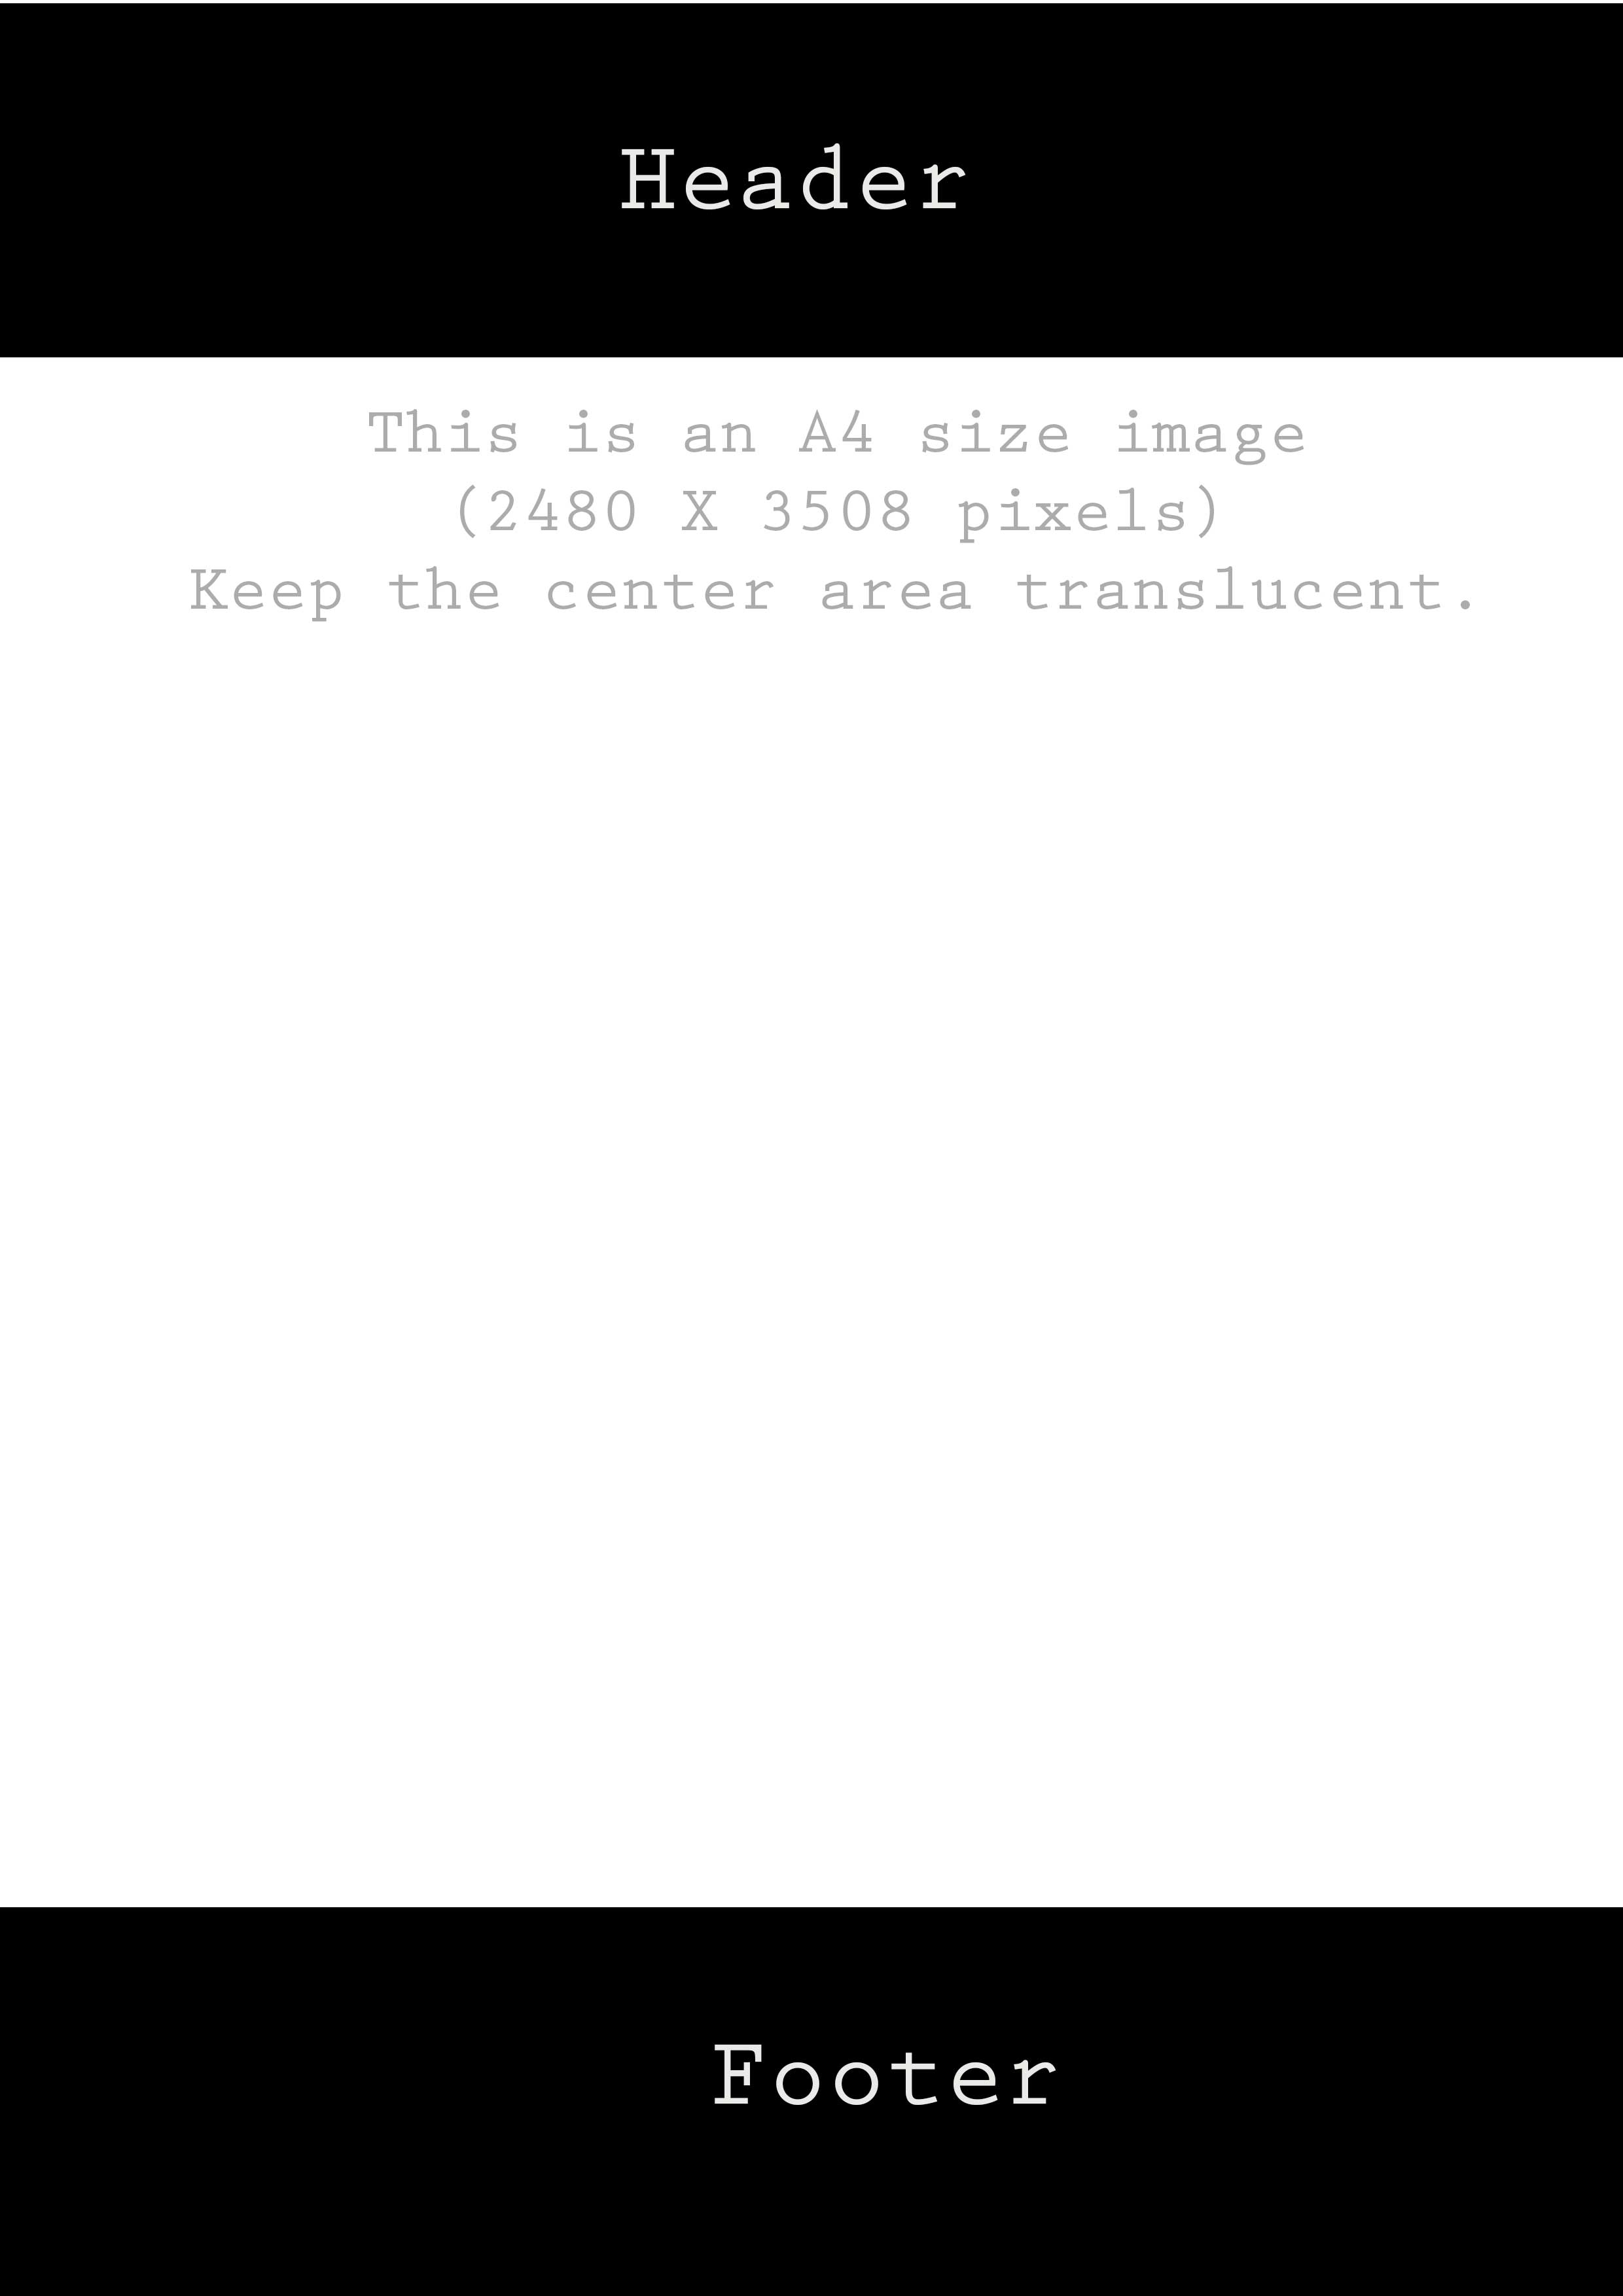 Header
This is an A4 size image
(2480 X 3508 pixels)
Keep the center area translucent.
Footer